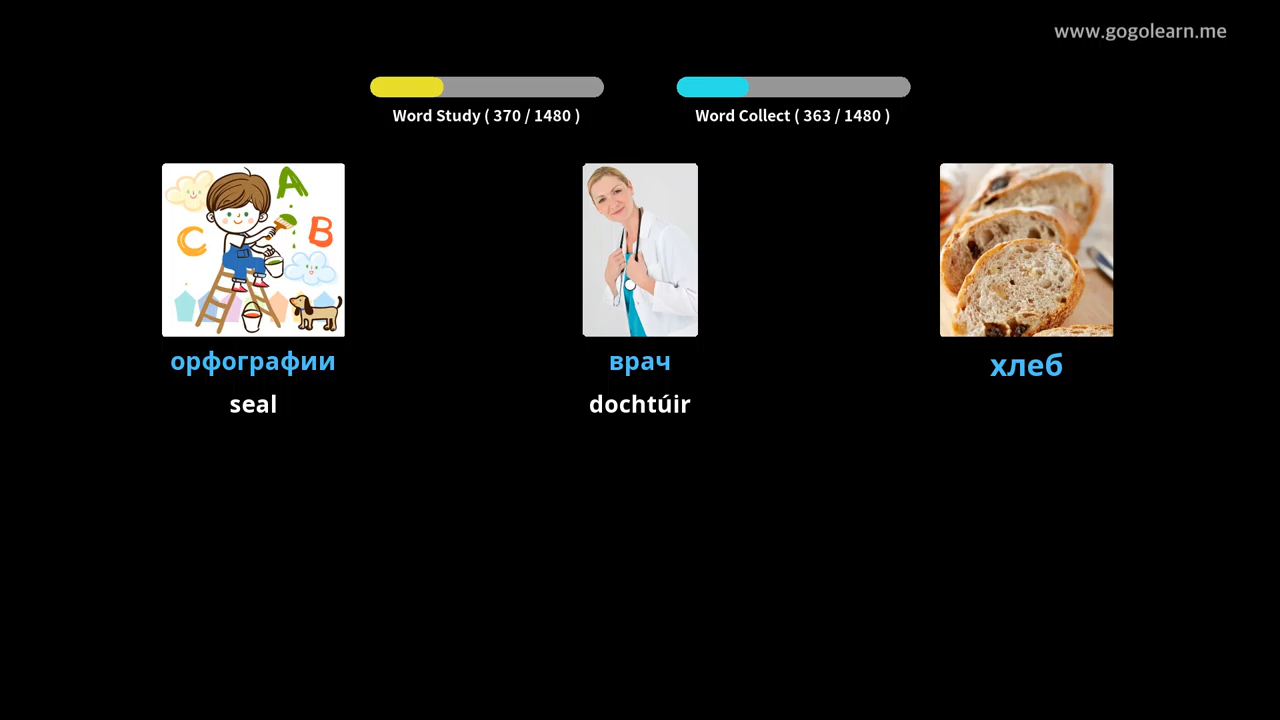 www.gogolearn.me
Word Study ( 370 / 1480 )
Word Collect ( 363 / 1480 )
A
B
C
орфографии
врач
хлеб
seal
dochtúir